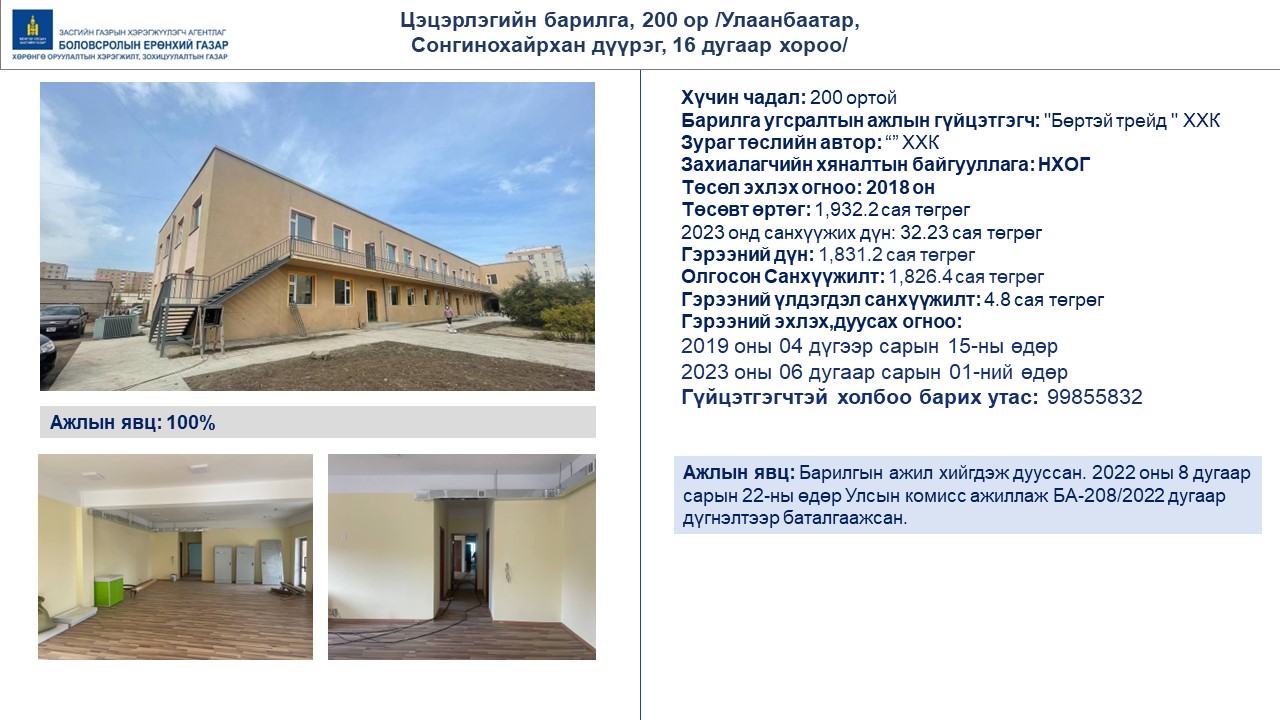 ЗАСГИЙН ГАЗРЫН ХЭРЭГЖҮҮЛЭГЧ АГЕНТЛАГ
БОЛОВСРОЛЫН ЕРӨНХИЙ ГАЗАР
ХӨРӨНГӨ ОРУУЛАЛТЫН ХЭРЭГЖИЛТ, ЗОХИЦУУЛАЛТЫН ГАЗАР
Цэцэрлэгийн барилга, 200 ор /Улаанбаатар,
Сонгинохайрхан дүүрэг, 16 дугаар хороо/
Ажлын явц: 100%
Хүчин чадал: 200 ортой
Барилга угсралтын ажлын гүйцэтгэгч: "Бөртэй трейд " ХХК
Зураг төслийн автор: “” ХХК
Захиалагчийн хяналтын байгууллага: НХОГ
Төсөл эхлэх огноо: 2018 он
Төсөвт өртөг: 1,932.2 сая төгрөг
2023 онд санхүүжих дүн: 32.23 сая төгрөг
Гэрээний дүн: 1,831.2 сая төгрөг
Олгосон Санхүүжилт: 1,826.4 сая төгрөг
Гэрээний үлдэгдэл санхүүжилт: 4.8 сая төгрөг
Гэрээний эхлэх,дуусах огноо:
2019 оны 04 дүгээр сарын 15-ны өдөр
2023 оны 06 дугаар сарын 01-ний өдөр
Гүйцэтгэгчтэй холбоо барих утас: 99855832
Ажлын явц: Барилгын ажил хийгдэж дууссан. 2022 оны 8 дугаар
сарын 22-ны өдөр Улсын комисс ажиллаж БА-208/2022 дугаар
дүгнэлтээр баталгаажсан.